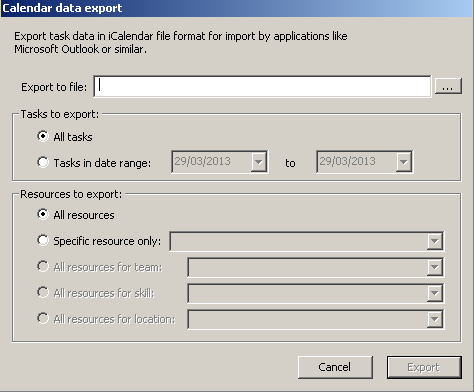 Calendar data export
Export task data in iCalendar file format for import by applications like
Microsoft Outlook or similar.
Export to file:
...
Tasks to export:
All tasks
Tasks in date range: 29/03/2013 to 29/03/2013
Resources to export:
All resources
Specific resource only:
All resources for team:
All resources for skill:
All resources for location:
Cancel Export